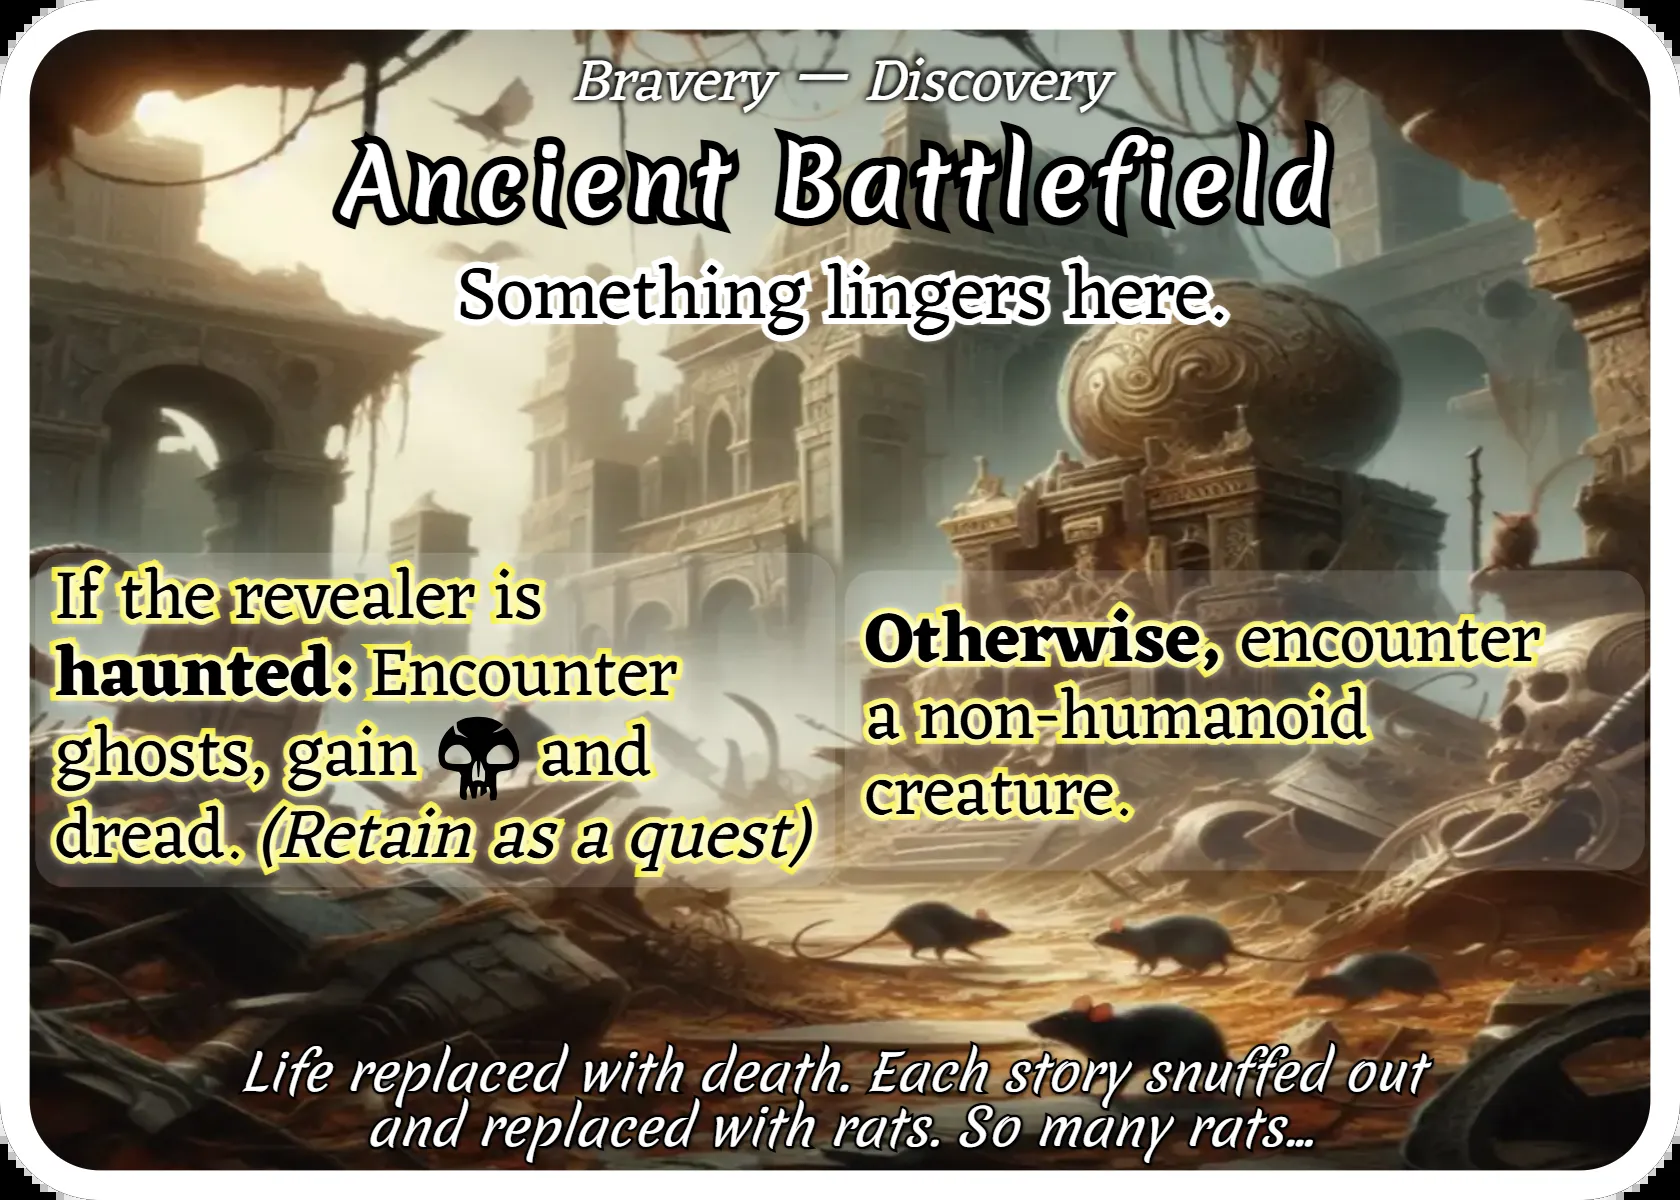 Bravery — Discovery
Ancient Battlefield
Something lingers here.
If the revealer is
haunted: Encounter
ghosts, gain and
dread. (Retain as a quest)
Otherwise, encounter
a non-humanoid
creature.
Life replaced with death. Each story snuffed out
and replaced with rats. So many rats...